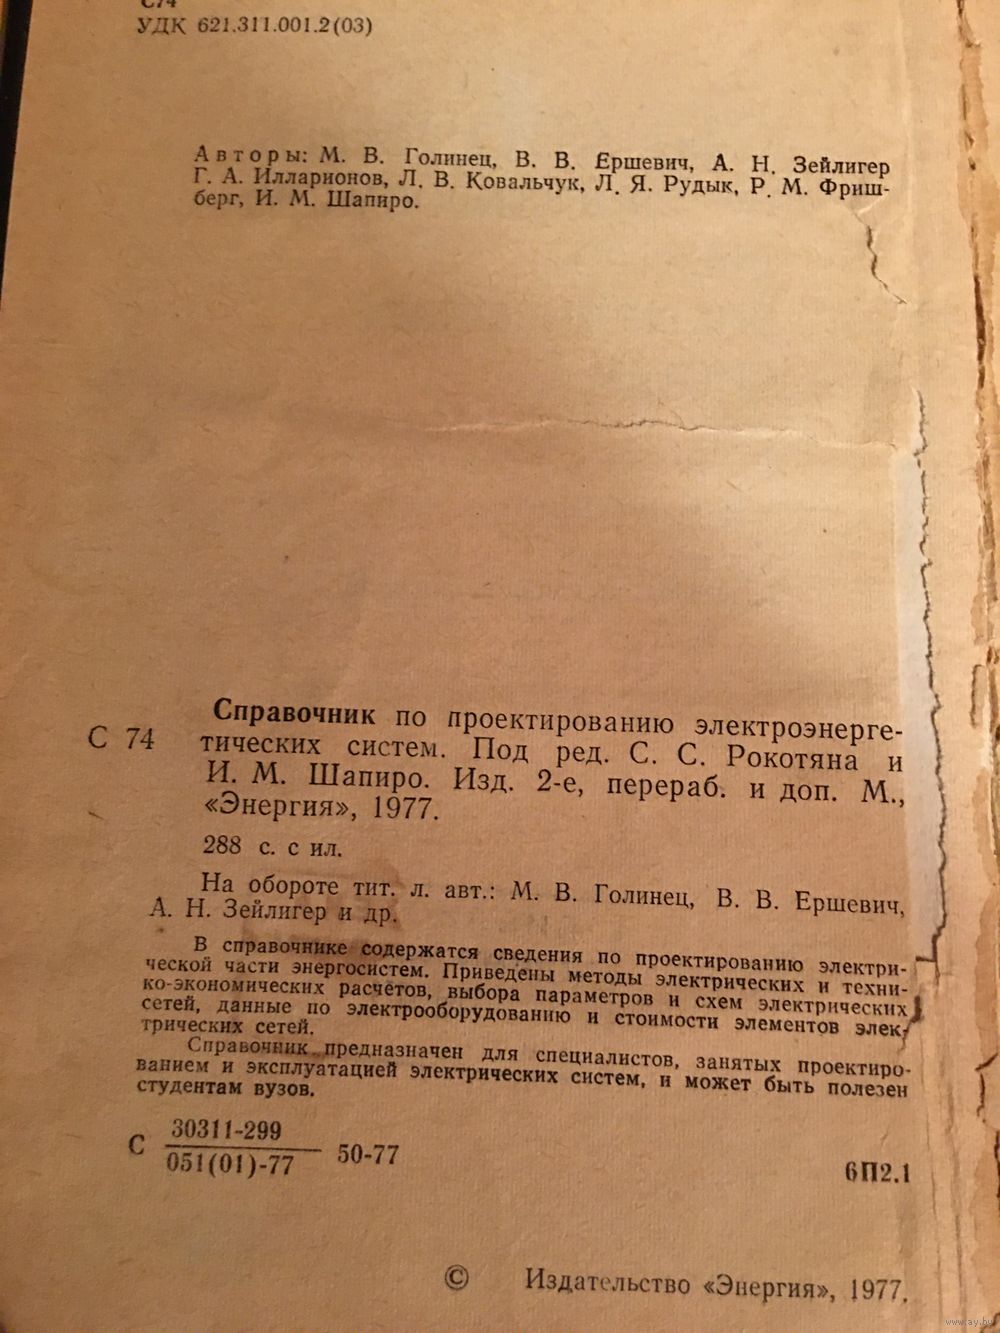 С74
УДК 621.311.001.2(03)
Авторы: М. В. Голинец, В. В. Ершевич, А. Н. Зейлигер
Г. А. Илларионов, Л. В. Ковальчук, Л. Я. Рудык, Р. М. Фриш-
берг, И. М. Шапиро.
Справочник по проектированию электроэнерге-
С 74 тических систем. Под ред. С. С. Рокотяна и
И. М. Шапиро. Изд. 2-е, перераб. и доп. М.,
«Энергия», 1977.
288 с. с ил.
На обороте тит. л. авт.: М. В. Голинец, В. В. Ершевич,
А. Н. Зейлигер и др.
В справочнике содержатся сведения по проектированию электри-
ческой части энергосистем. Приведены методы электрических и техни-
ко-экономических расчётов, выбора параметров и схем электрических
сетей, данные по электрооборудованию и стоимости элементов элек-
трических сетей.
Справочник предназначен для специалистов, занятых проектиро-
ванием и эксплуатацией электрических систем, и может быть полезен
студентам вузов.
30311-299
С 051(01)-77 50-77
6П2.1
© Издательство «Энергия», 1977.
www.ay.by